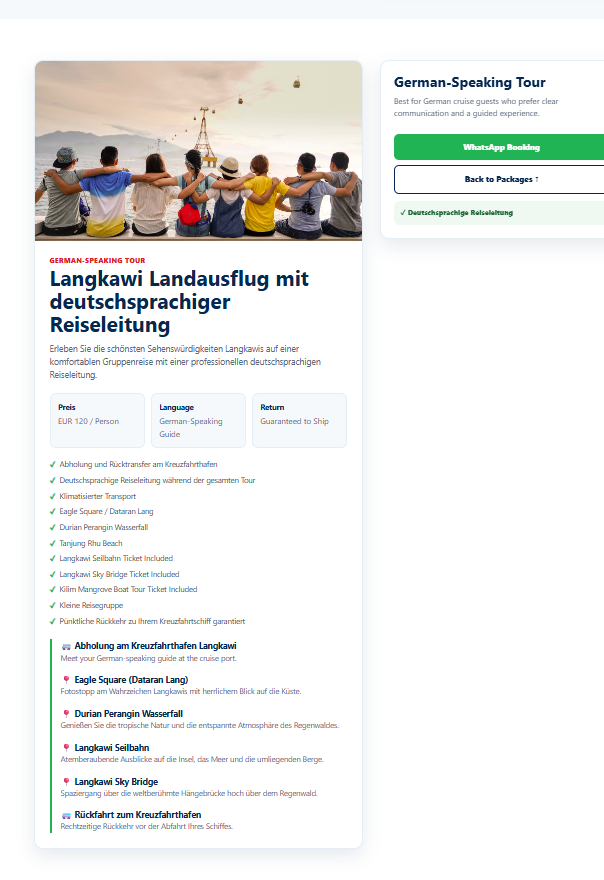 GERMAN-SPEAKING TOUR
Langkawi Landausflug mit
deutschsprachiger
Reiseleitung
Erleben Sie die schönsten Sehenswürdigkeiten Langkawis auf einer
komfortablen Gruppenreise mit einer professionellen deutschsprachigen
Reiseleitung.
Preis
EUR 120 / Person
Language
German-Speaking
Guide
Return
Guaranteed to Ship
✓ Abholung und Rücktransfer am Kreuzfahrthafen
✓ Deutschsprachige Reiseleitung während der gesamten Tour
✓ Klimatisierter Transport
✓ Eagle Square / Dataran Lang
✓ Durian Perangin Wasserfall
✓ Tanjung Rhu Beach
✓ Langkawi Seilbahn Ticket Included
✓ Langkawi Sky Bridge Ticket Included
✓ Kilim Mangrove Boat Tour Ticket Included
✓ Kleine Reisegruppe
✓ Pünktliche Rückkehr zu Ihrem Kreuzfahrtschiff garantiert
Abholung am Kreuzfahrthafen Langkawi
Meet your German-speaking guide at the cruise port.
Eagle Square (Dataran Lang)
Fotostopp am Wahrzeichen Langkawis mit herrlichem Blick auf die Küste.
Durian Perangin Wasserfall
Genießen Sie die tropische Natur und die entspannte Atmosphäre des Regenwaldes.
Langkawi Seilbahn
Atemberaubende Ausblicke auf die Insel, das Meer und die umliegenden Berge.
Langkawi Sky Bridge
Spaziergang über die weltberühmte Hängebrücke hoch über dem Regenwald.
Rückfahrt zum Kreuzfahrthafen
Rechtzeitige Rückkehr vor der Abfahrt Ihres Schiffes.
German-Speaking Tour
Best for German cruise guests who prefer clear
communication and a guided experience.
WhatsApp Booking
Back to Packages ↑
✓ Deutschsprachige Reiseleitung